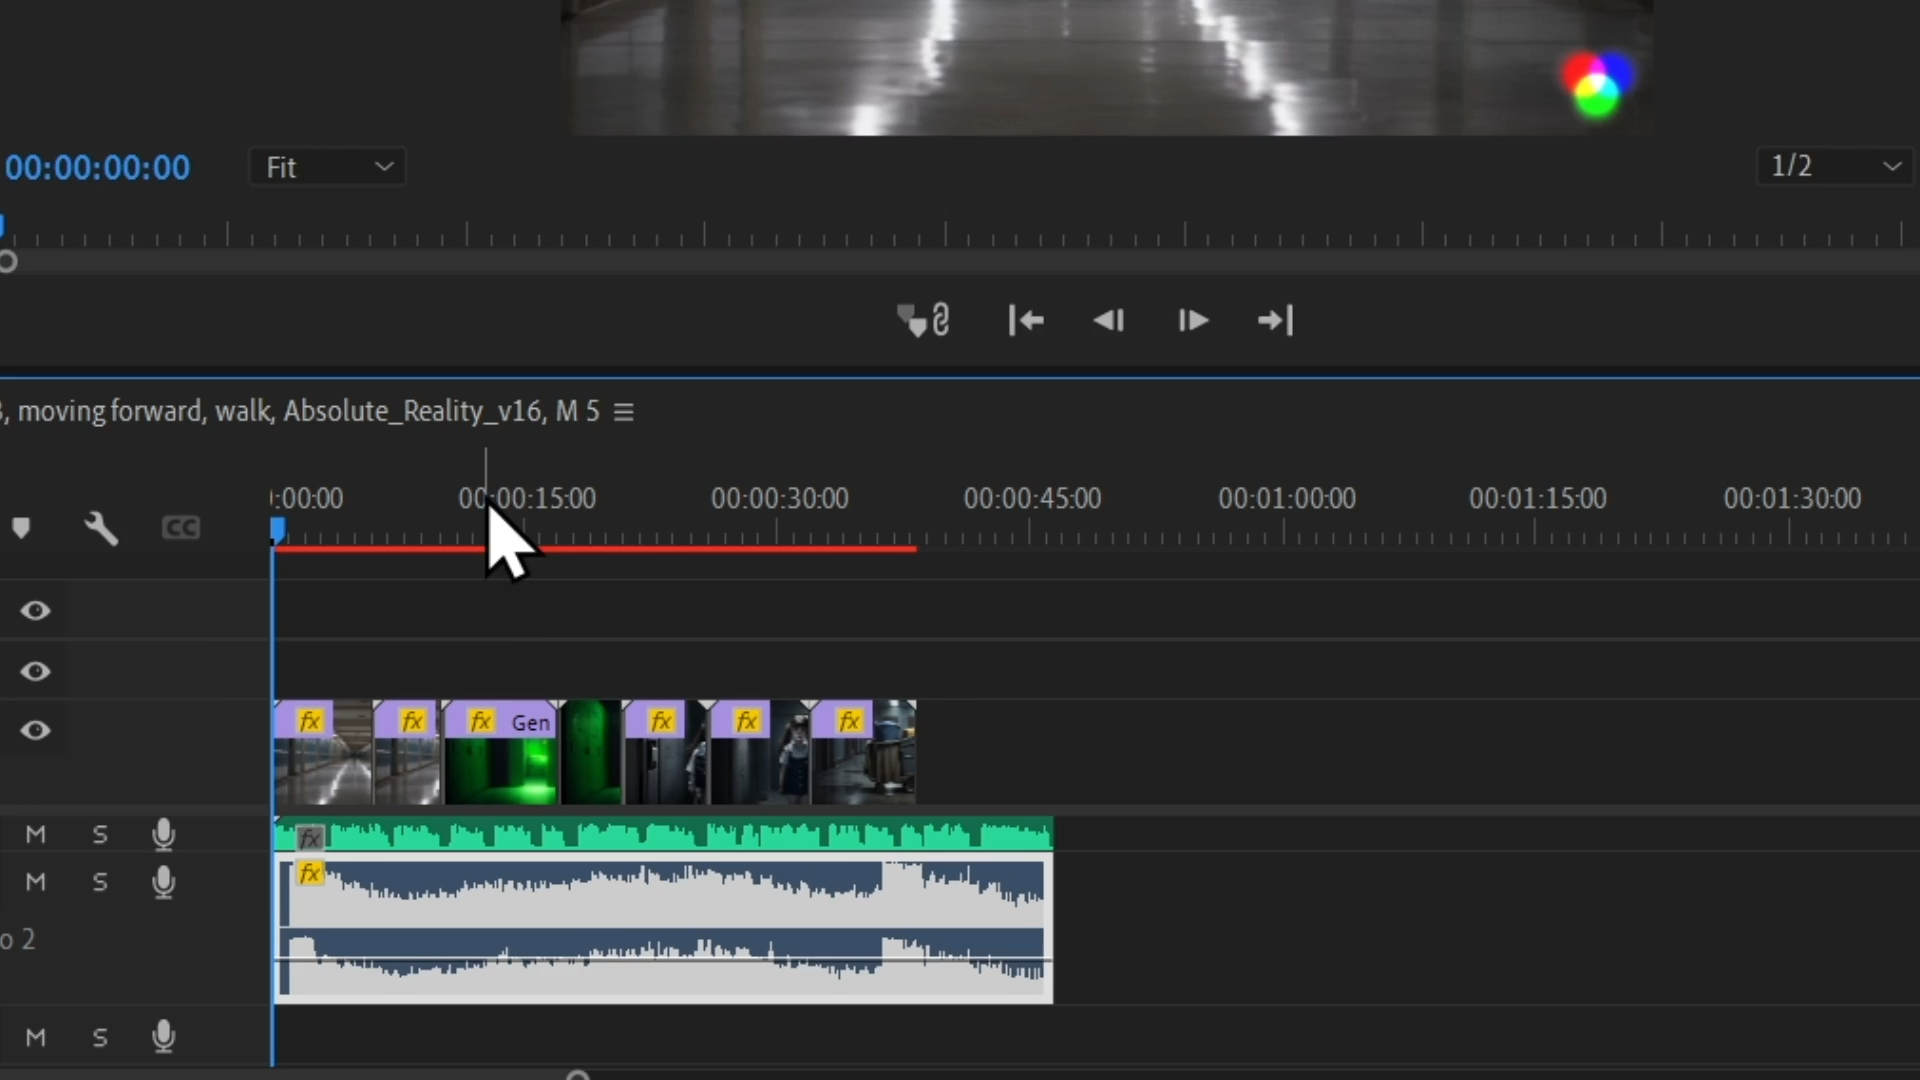 00:00:00:00 Fit 1/2
, moving forward, walk, Absolute_Reality_v16, M 5
:00:00 00:00:15:00 00:00:30:00 00:00:45:00 00:01:00:00 00:01:15:00 00:01:30:00
CC
fx fx fx Gen fx fx fx
M S fx
M S fx
o 2
M S